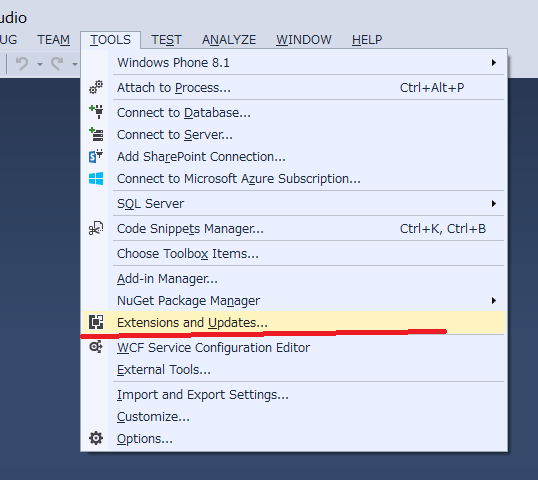 udio
UG TEAM TOOLS TEST ANALYZE WINDOW HELP
Windows Phone 8.1
Attach to Process... Ctrl+Alt+P
Connect to Database...
Connect to Server...
Add SharePoint Connection...
Connect to Microsoft Azure Subscription...
SQL Server
Code Snippets Manager... Ctrl+K, Ctrl+B
Choose Toolbox Items...
Add-in Manager...
NuGet Package Manager
Extensions and Updates...
WCF Service Configuration Editor
External Tools...
Import and Export Settings...
Customize...
Options...